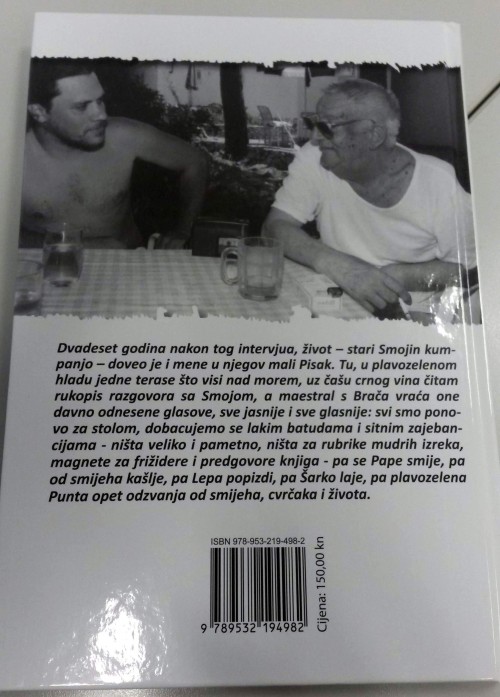 Dvadeset godina nakon tog intervjua, život – stari Smojin kum-
panjo – doveo je i mene u njegov mali Pisak. Tu, u plavozelenom
hladu jedne terase što visi nad morem, uz čašu crnog vina čitam
rukopis razgovora sa Smojom, a maestral s Brača vraća one
davno odnesene glasove, sve jasnije i sve glasnije: svi smo pono-
vo za stolom, dobacujemo se lakim batudama i sitnim zajeban-
cijama - ništa veliko i pametno, ništa za rubrike mudrih izreka,
magnete za frižidere i predgovore knjiga - pa se Pape smije, pa
od smijeha kašlje, pa Lepa popizdi, pa Šarko laje, pa plavozelena
Punta opet odzvanja od smijeha, cvrčaka i života.
ISBN 978-953-219-498-2
9 789532 194982
Cijena: 150,00 kn